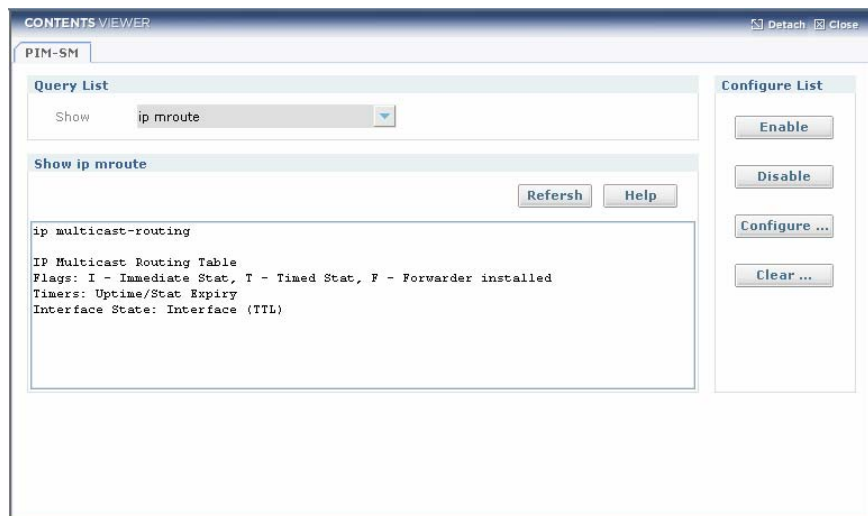 CONTENTS VIEWER
Detach Close
PIM-SM
Query List
Show ip mroute
Show ip mroute
Refersh Help
ip multicast-routing
IP Multicast Routing Table
Flags: I - Immediate Stat, T - Timed Stat, F - Forwarder installed
Timers: Uptime/Stat Expiry
Interface State: Interface (TTL)
Configure List
Enable
Disable
Configure ...
Clear ...